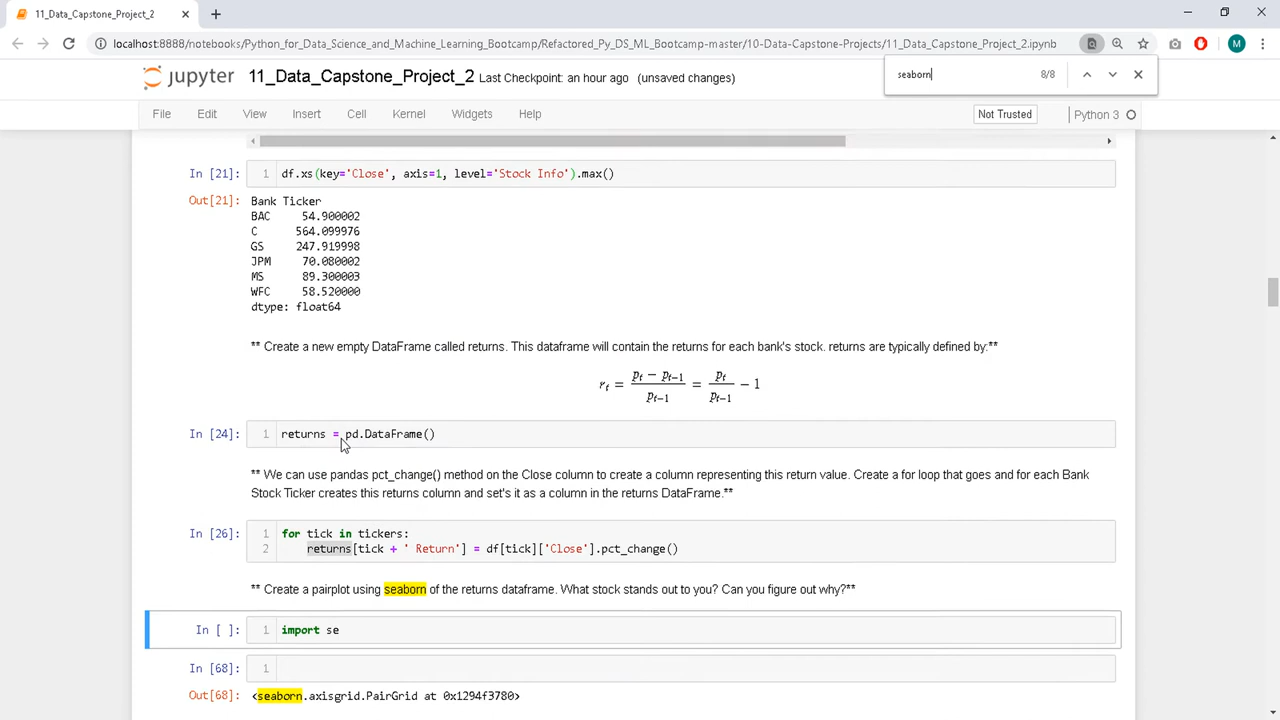 11_Data_Capstone_Project_2
localhost:8888/notebooks/Python_for_Data_Science_and_Machine_Learning_Bootcamp/Refactored_Py_DS_ML_Bootcamp-master/10-Data-Capstone-Projects/11_Data_Capstone_Project_2.ipynb
M
seaborn 8/8
jupyter 11_Data_Capstone_Project_2 Last Checkpoint: an hour ago (unsaved changes)
File Edit View Insert Cell Kernel Widgets Help Not Trusted Python 3
In [21]: 1 df.xs(key='Close', axis=1, level='Stock Info').max()
Out[21]: Bank Ticker
BAC 54.900002
C 564.099976
GS 247.919998
JPM 70.080002
MS 89.300003
WFC 58.520000
dtype: float64
** Create a new empty DataFrame called returns. This dataframe will contain the returns for each bank's stock. returns are typically defined by:**
r_t = (p_t − p_{t−1}) / p_{t−1} = p_t / p_{t−1} − 1
In [24]: 1 returns = pd.DataFrame()
** We can use pandas pct_change() method on the Close column to create a column representing this return value. Create a for loop that goes and for each Bank
Stock Ticker creates this returns column and set's it as a column in the returns DataFrame.**
In [26]: 1 for tick in tickers:
2 returns[tick + ' Return'] = df[tick]['Close'].pct_change()
** Create a pairplot using seaborn of the returns dataframe. What stock stands out to you? Can you figure out why?**
In [ ]: 1 import se
In [68]: 1
Out[68]: <seaborn.axisgrid.PairGrid at 0x1294f3780>